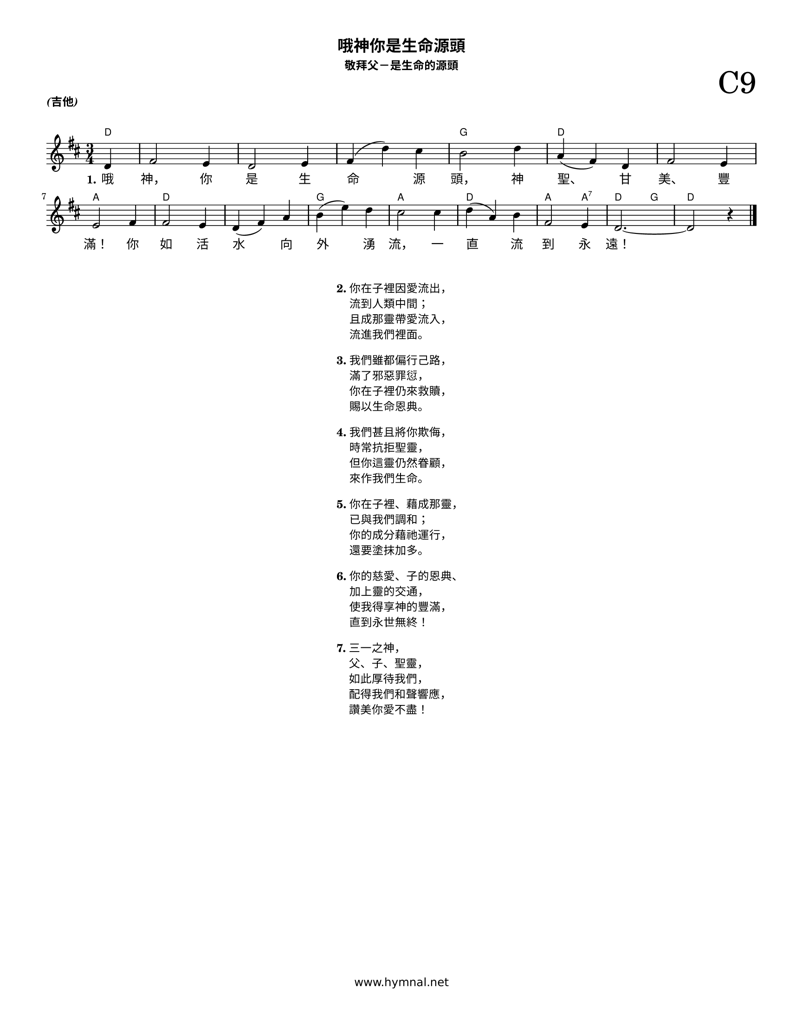 哦神你是生命源頭
敬拜父－是生命的源頭
C9
(吉他)
D G D
1. 哦 神， 你 是 生 命 源 頭， 神 聖、 甘 美、 豐
7 A D G A D A A7 D G D
滿！ 你 如 活 水 向 外 湧 流， 一 直 流 到 永 遠！
2. 你在子裡因愛流出，
流到人類中間；
且成那靈帶愛流入，
流進我們裡面。
3. 我們雖都偏行己路，
滿了邪惡罪愆，
你在子裡仍來救贖，
賜以生命恩典。
4. 我們甚且將你欺侮，
時常抗拒聖靈，
但你這靈仍然眷顧，
來作我們生命。
5. 你在子裡、藉成那靈，
已與我們調和；
你的成分藉祂運行，
還要塗抹加多。
6. 你的慈愛、子的恩典、
加上靈的交通，
使我得享神的豐滿，
直到永世無終！
7. 三一之神，
父、子、聖靈，
如此厚待我們，
配得我們和聲響應，
讚美你愛不盡！
www.hymnal.net